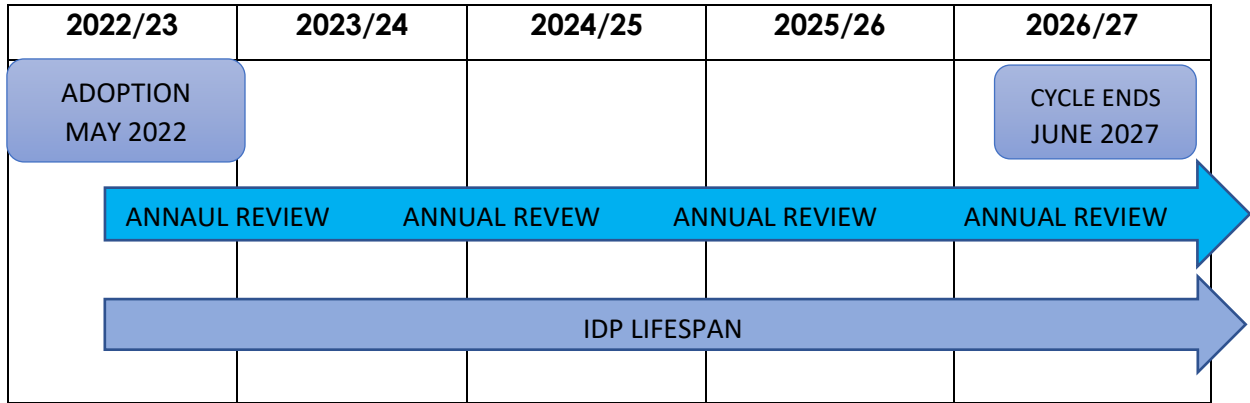 2022/23 2023/24 2024/25 2025/26 2026/27
ADOPTION
MAY 2022
CYCLE ENDS
JUNE 2027
ANNAUL REVIEW ANNUAL REVEW ANNUAL REVIEW ANNUAL REVIEW
IDP LIFESPAN